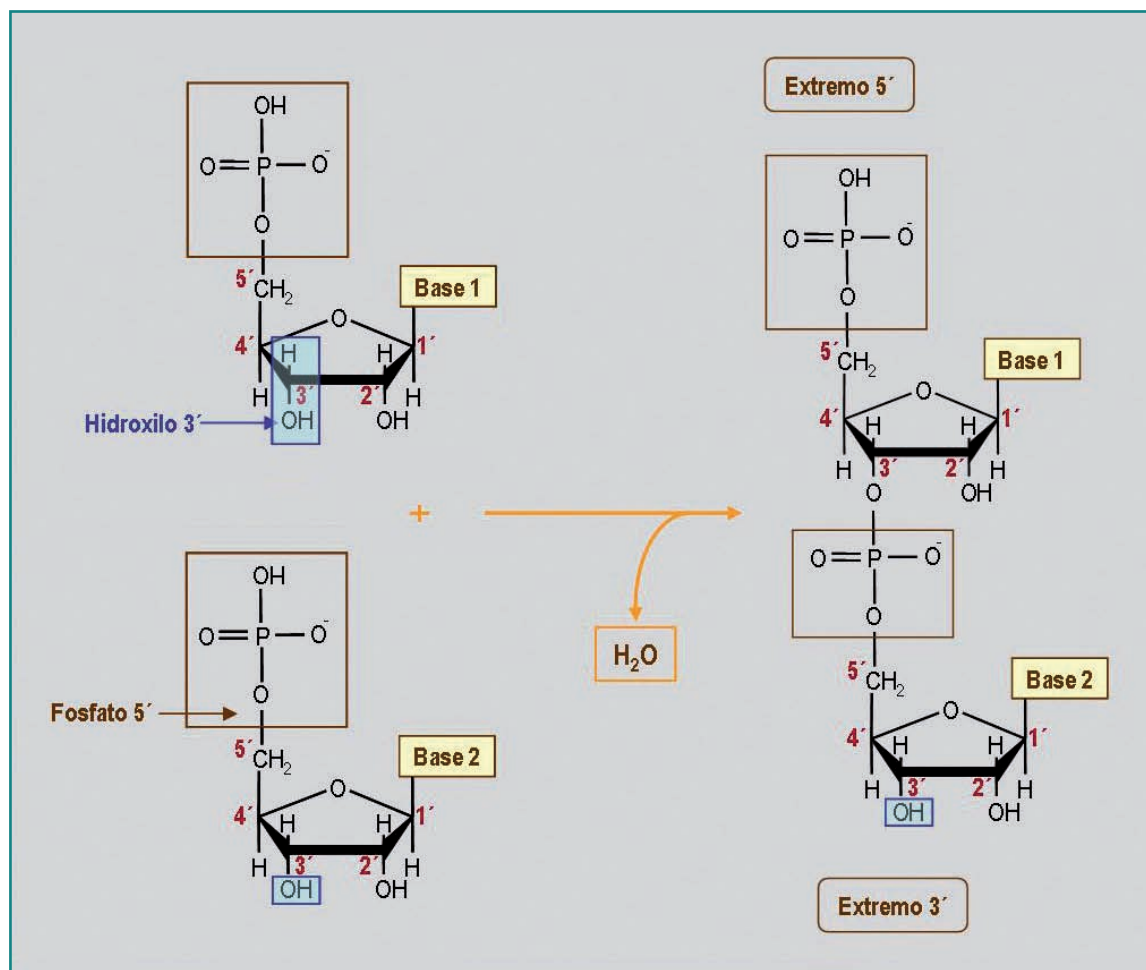 OH
O=P-O⁻
O
5´
CH₂
Base 1
O
4´
H
H
1´
H
3´
2´
H
Hidroxilo 3´
OH
OH
+
OH
O=P-O⁻
O
Fosfato 5´
5´
CH₂
Base 2
O
4´
H
H
1´
H
3´
2´
H
OH
OH
H₂O
Extremo 5´
OH
O=P-O⁻
O
5´
CH₂
Base 1
O
4´
H
H
1´
H
3´
2´
H
O
OH
O=P-O⁻
O
5´
CH₂
Base 2
O
4´
H
H
1´
H
3´
2´
H
OH
OH
Extremo 3´